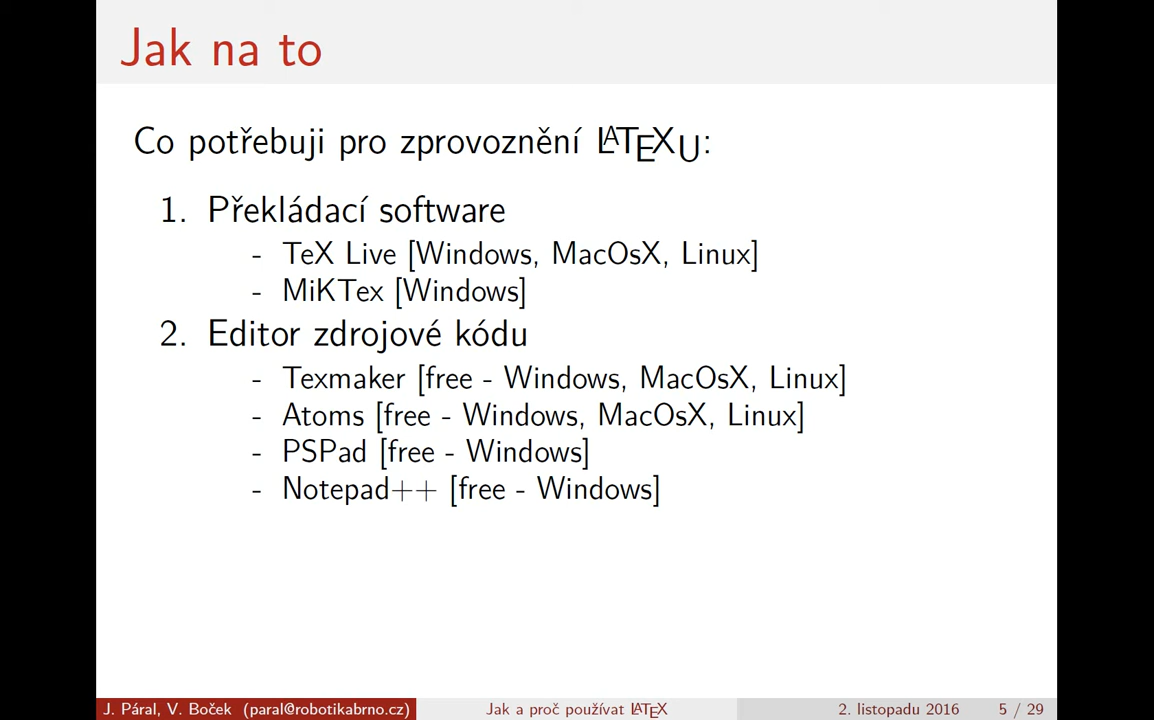 Jak na to
Co potřebuji pro zprovoznění LATEXU:
1. Překládací software
- TeX Live [Windows, MacOsX, Linux]
- MiKTex [Windows]
2. Editor zdrojové kódu
- Texmaker [free - Windows, MacOsX, Linux]
- Atoms [free - Windows, MacOsX, Linux]
- PSPad [free - Windows]
- Notepad++ [free - Windows]
J. Páral, V. Boček (paral@robotikabrno.cz) Jak a proč používat LATEX 2. listopadu 2016 5 / 29